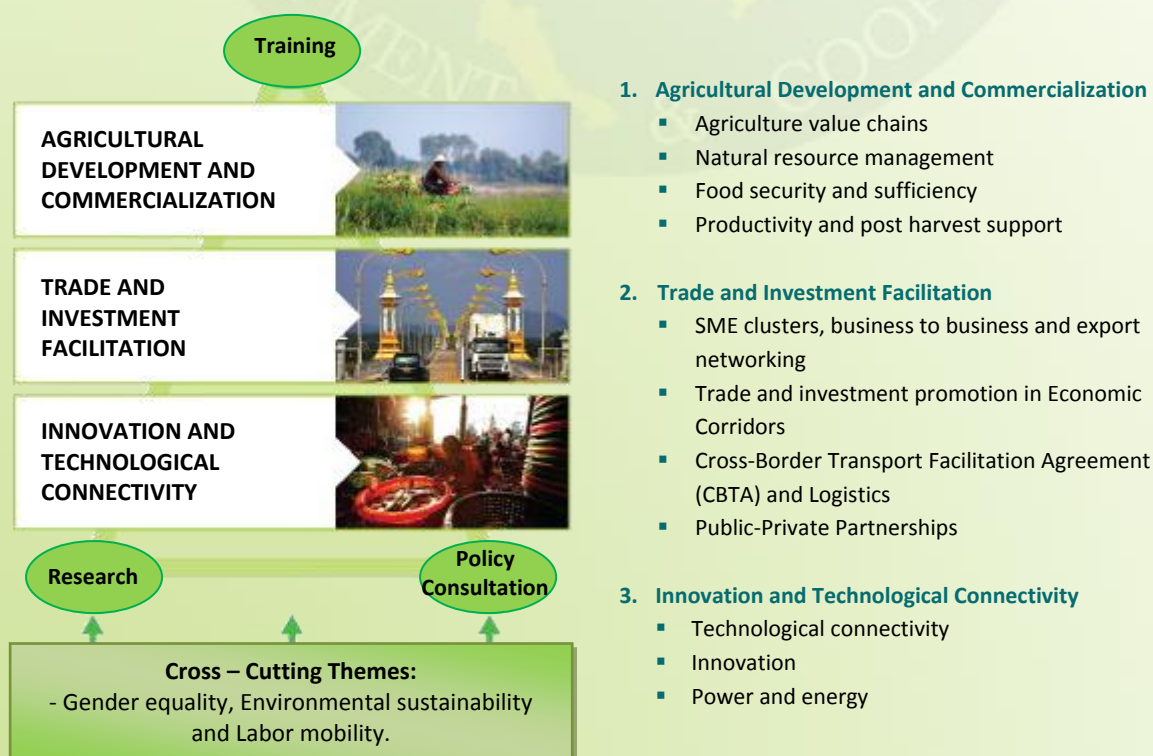 Training
AGRICULTURAL
DEVELOPMENT AND
COMMERCIALIZATION
TRADE AND
INVESTMENT
FACILITATION
INNOVATION AND
TECHNOLOGICAL
CONNECTIVITY
Research
Policy
Consultation
Cross – Cutting Themes:
- Gender equality, Environmental sustainability
and Labor mobility.
MENT & COOP
1. Agricultural Development and Commercialization
▪ Agriculture value chains
▪ Natural resource management
▪ Food security and sufficiency
▪ Productivity and post harvest support
2. Trade and Investment Facilitation
▪ SME clusters, business to business and export
networking
▪ Trade and investment promotion in Economic
Corridors
▪ Cross-Border Transport Facilitation Agreement
(CBTA) and Logistics
▪ Public-Private Partnerships
3. Innovation and Technological Connectivity
▪ Technological connectivity
▪ Innovation
▪ Power and energy